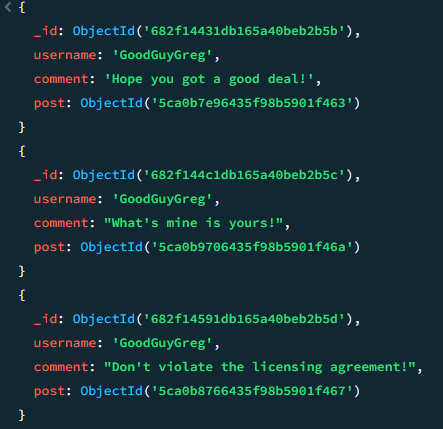 {
_id: ObjectId('682f14431db165a40beb2b5b'),
username: 'GoodGuyGreg',
comment: 'Hope you got a good deal!',
post: ObjectId('5ca0b7e96435f98b5901f463')
}
{
_id: ObjectId('682f144c1db165a40beb2b5c'),
username: 'GoodGuyGreg',
comment: "What's mine is yours!",
post: ObjectId('5ca0b9706435f98b5901f46a')
}
{
_id: ObjectId('682f14591db165a40beb2b5d'),
username: 'GoodGuyGreg',
comment: "Don't violate the licensing agreement!",
post: ObjectId('5ca0b8766435f98b5901f467')
}